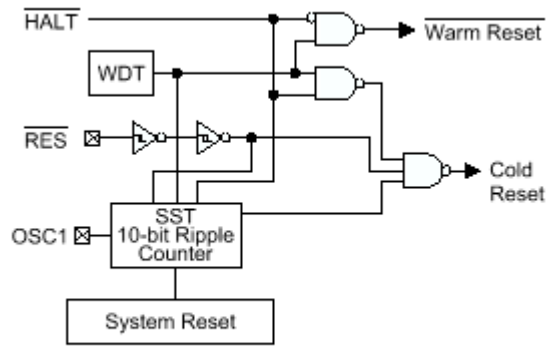 HALT
Warm Reset
WDT
RES
Cold
Reset
SST
10-bit Ripple
Counter
OSC1
System Reset